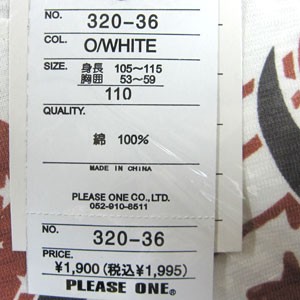 NO. 320-36
COL. O/WHITE
SIZE. 身長 105〜115
胸囲 53〜59
110
QUALITY.
綿 100%
MADE IN CHINA
PLEASE ONE CO.,LTD.
052-910-8511
NO. 320-36
PRICE.
¥1,900(税込¥1,995)
PLEASE ONE®